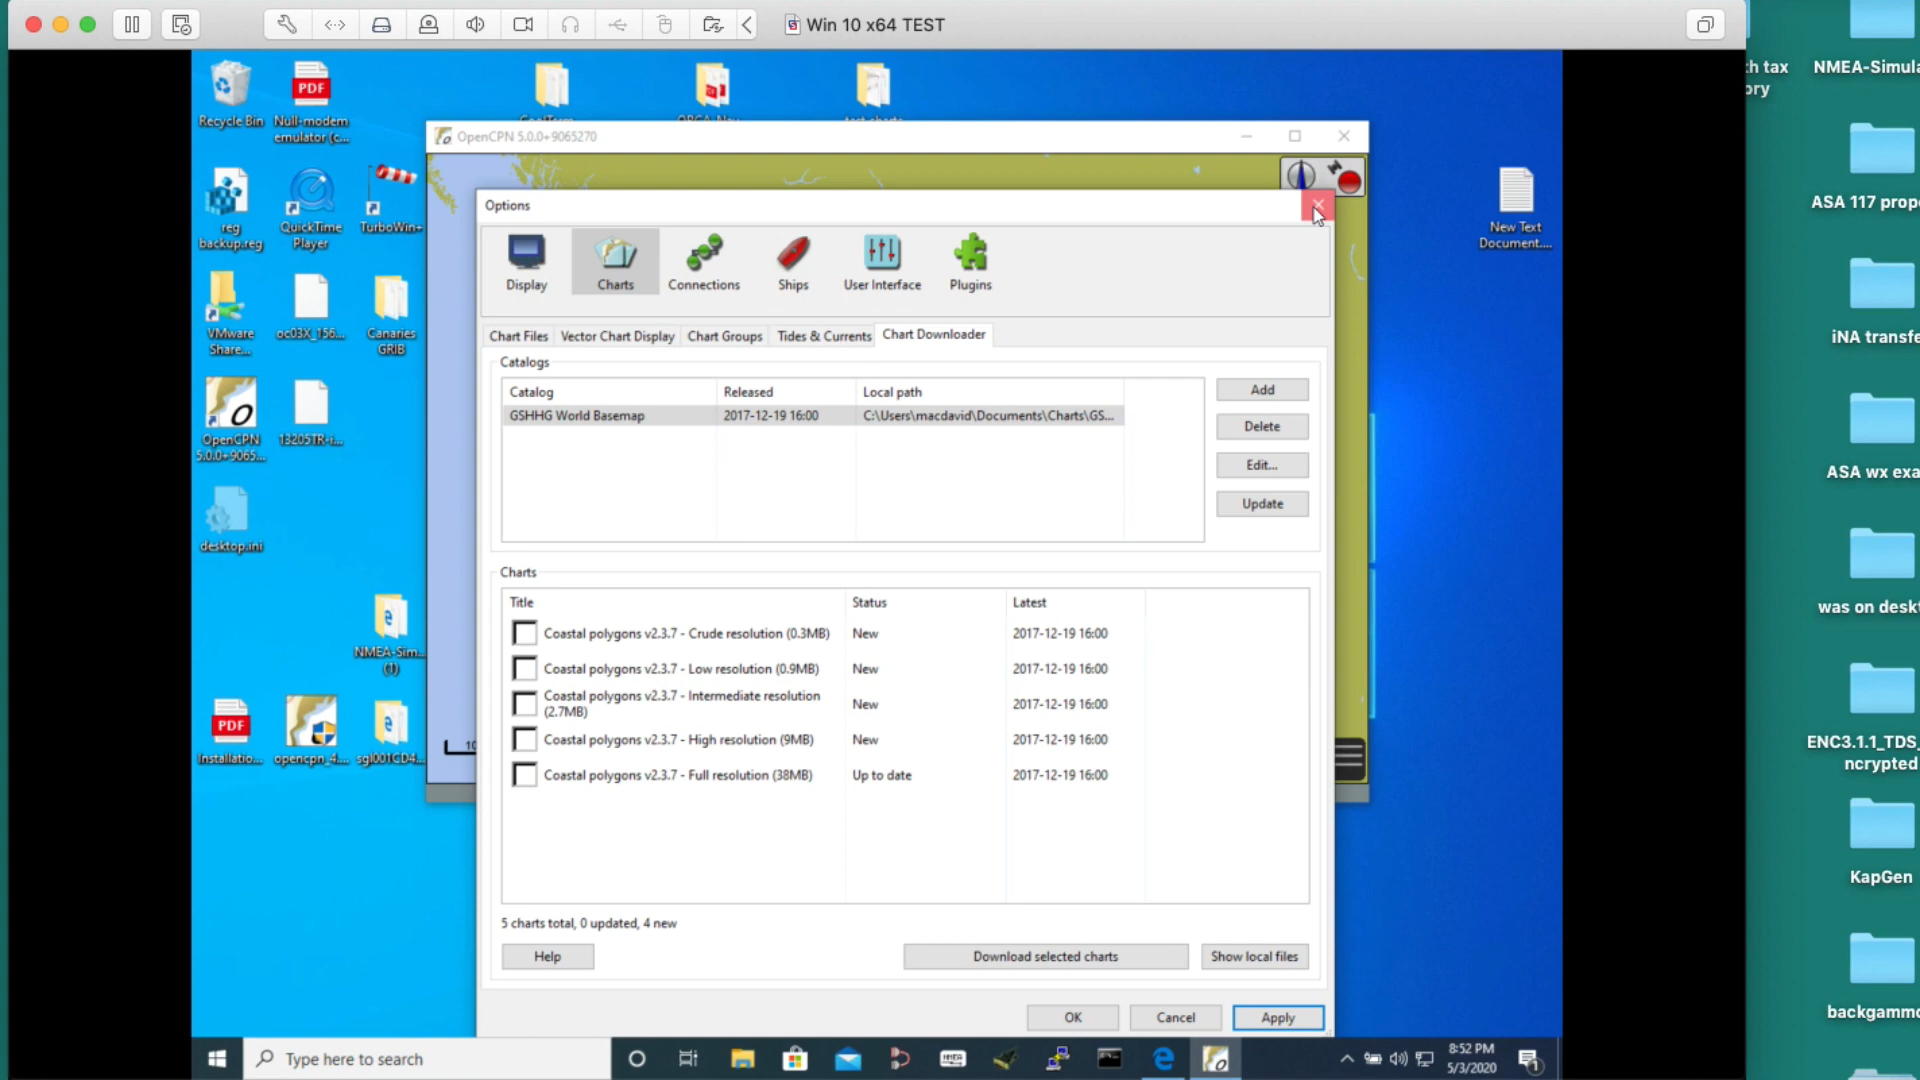 Win 10 x64 TEST
Recycle Bin
Null-modem
emulator (c...
OpenCPN 5.0.0+9065270
reg
backup.reg
QuickTime
Player
TurboWin+
New Text
Document....
VMware
Share...
oc03X_156...
Canaries
GRIB
OpenCPN
5.0.0+9065...
13205TR-i...
desktop.ini
NMEA-Sim...
(1)
Installatio...
opencpn_4....
sgl001CD4...
Options
Display
Charts
Connections
Ships
User Interface
Plugins
Chart Files
Vector Chart Display
Chart Groups
Tides & Currents
Chart Downloader
Catalogs
Catalog Released Local path
GSHHG World Basemap 2017-12-19 16:00 C:\Users\macdavid\Documents\Charts\GS...
Add
Delete
Edit...
Update
Charts
Title Status Latest
Coastal polygons v2.3.7 - Crude resolution (0.3MB) New 2017-12-19 16:00
Coastal polygons v2.3.7 - Low resolution (0.9MB) New 2017-12-19 16:00
Coastal polygons v2.3.7 - Intermediate resolution
(2.7MB) New 2017-12-19 16:00
Coastal polygons v2.3.7 - High resolution (9MB) New 2017-12-19 16:00
Coastal polygons v2.3.7 - Full resolution (38MB) Up to date 2017-12-19 16:00
5 charts total, 0 updated, 4 new
Help
Download selected charts
Show local files
OK
Cancel
Apply
Type here to search
8:52 PM
5/3/2020
h tax
ory
NMEA-Simula
ASA 117 prop
iNA transfe
ASA wx exa
was on desk
ENC3.1.1_TDS_
ncrypted
KapGen
backgamm